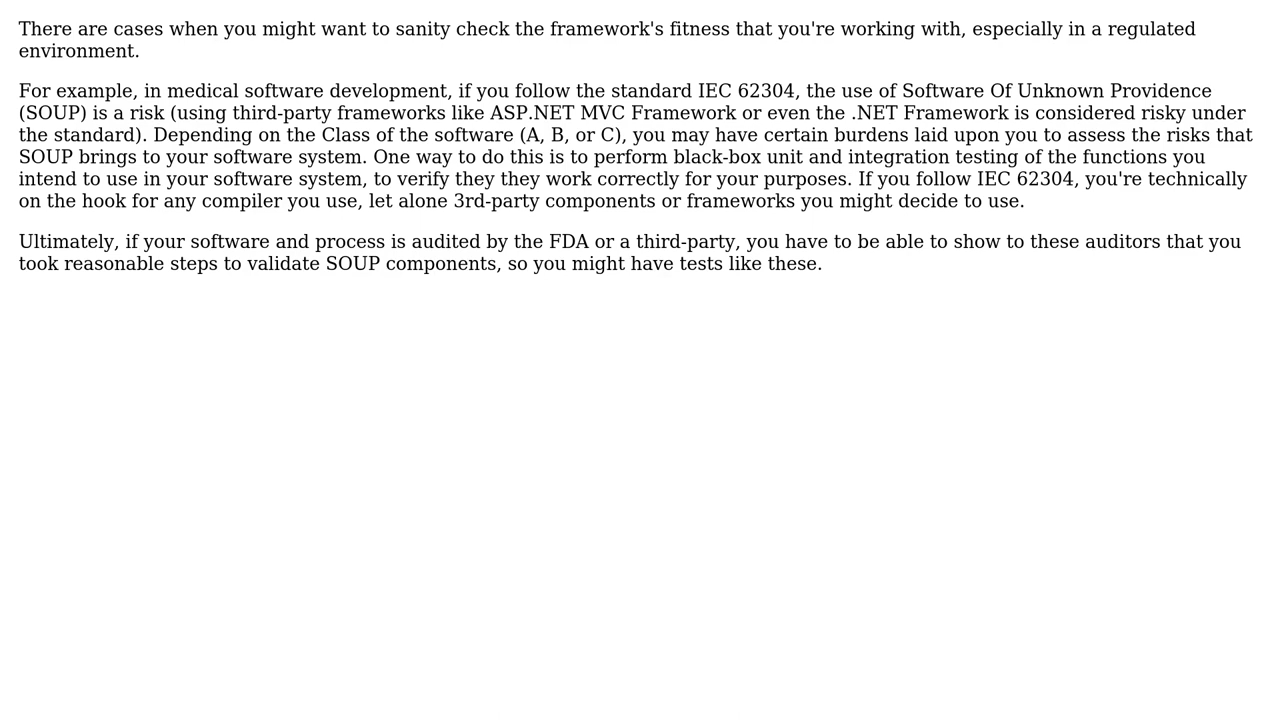 There are cases when you might want to sanity check the framework's fitness that you're working with, especially in a regulated
environment.
For example, in medical software development, if you follow the standard IEC 62304, the use of Software Of Unknown Providence
(SOUP) is a risk (using third-party frameworks like ASP.NET MVC Framework or even the .NET Framework is considered risky under
the standard). Depending on the Class of the software (A, B, or C), you may have certain burdens laid upon you to assess the risks that
SOUP brings to your software system. One way to do this is to perform black-box unit and integration testing of the functions you
intend to use in your software system, to verify they they work correctly for your purposes. If you follow IEC 62304, you're technically
on the hook for any compiler you use, let alone 3rd-party components or frameworks you might decide to use.
Ultimately, if your software and process is audited by the FDA or a third-party, you have to be able to show to these auditors that you
took reasonable steps to validate SOUP components, so you might have tests like these.